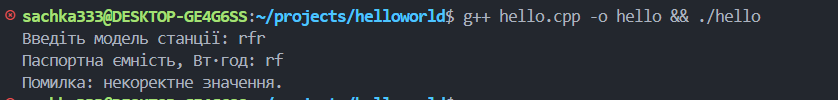 sachka333@DESKTOP-GE4G6SS:~/projects/helloworld$ g++ hello.cpp -o hello && ./hello
Введіть модель станції: rfr
Паспортна ємність, Вт·год: rf
Помилка: некоректне значення.